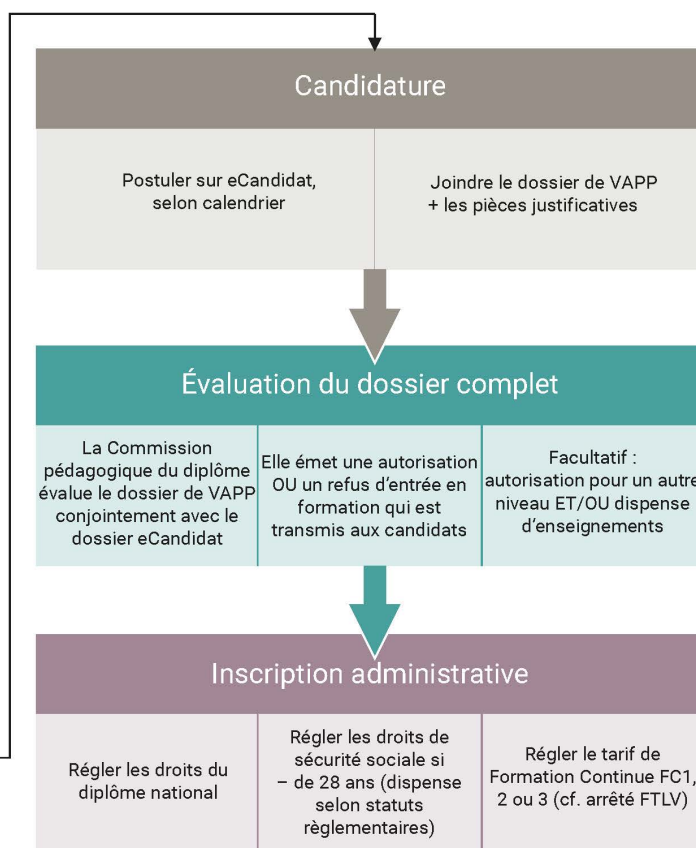 Candidature
Postuler sur eCandidat,
selon calendrier
Joindre le dossier de VAPP
+ les pièces justificatives
Évaluation du dossier complet
La Commission
pédagogique du diplôme
évalue le dossier de VAPP
conjointement avec le
dossier eCandidat
Elle émet une autorisation
OU un refus d’entrée en
formation qui est
transmis aux candidats
Facultatif :
autorisation pour un autre
niveau ET/OU dispense
d’enseignements
Inscription administrative
Régler les droits du
diplôme national
Régler les droits de
sécurité sociale si
– de 28 ans (dispense
selon statuts
règlementaires)
Régler le tarif de
Formation Continue FC1,
2 ou 3 (cf. arrêté FTLV)